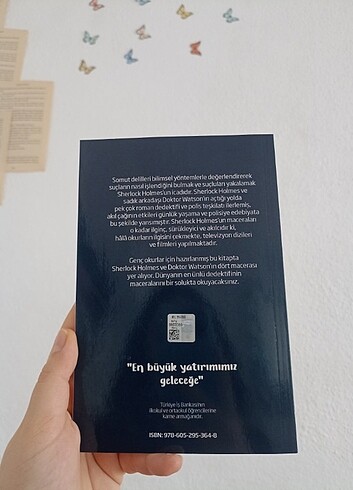 Somut delilleri bilimsel yöntemlerle değerlendirerek
suçların nasıl işlendiğini bulmak ve suçluları yakalamak
Sherlock Holmes'un icadıdır. Sherlock Holmes ve
sadık arkadaşı Doktor Watson'ın açtığı yolda
pek çok roman dedektifi ve polis teşkilatı ilerlemiş,
akıl çağının etkileri günlük yaşama ve polisiye edebiyata
bu şekilde yansımıştır. Sherlock Holmes'un maceraları
o kadar ilginç, sürükleyici ve akılcıdır ki,
hâlâ okurların ilgisini çekmekte, televizyon dizileri
ve filmleri yapılmaktadır.
Genç okurlar için hazırlanmış bu kitapta
Sherlock Holmes ve Doktor Watson'ın dört macerası
yer alıyor. Dünyanın en ünlü dedektifinin
maceralarını bir solukta okuyacaksınız.
"En büyük yatırımımız
geleceğe"
Türkiye İş Bankası'nın
ilkokul ve ortaokul öğrencilerine
karne armağanıdır.
ISBN: 978-605-295-364-8